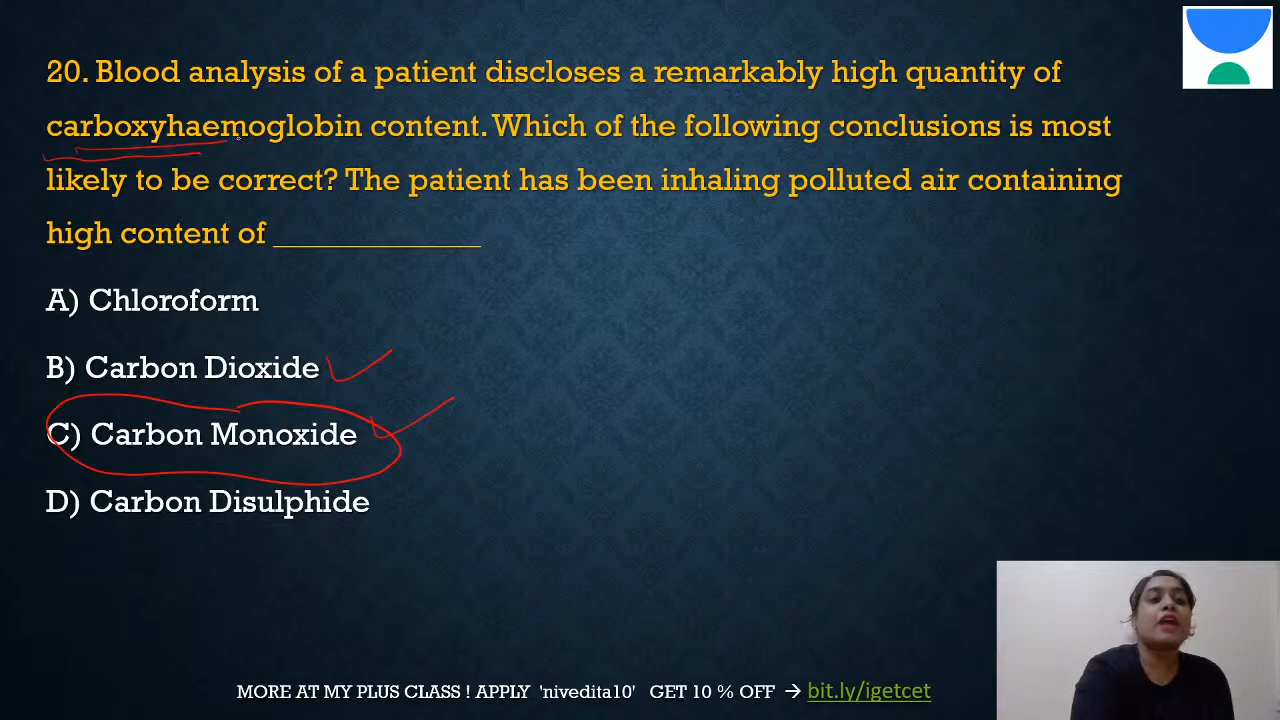 20. Blood analysis of a patient discloses a remarkably high quantity of
carboxyhaemoglobin content. Which of the following conclusions is most
likely to be correct? The patient has been inhaling polluted air containing
high content of ______________
A) Chloroform
B) Carbon Dioxide
C) Carbon Monoxide
D) Carbon Disulphide
MORE AT MY PLUS CLASS ! APPLY 'nivedita10' GET 10 % OFF → bit.ly/igetcet